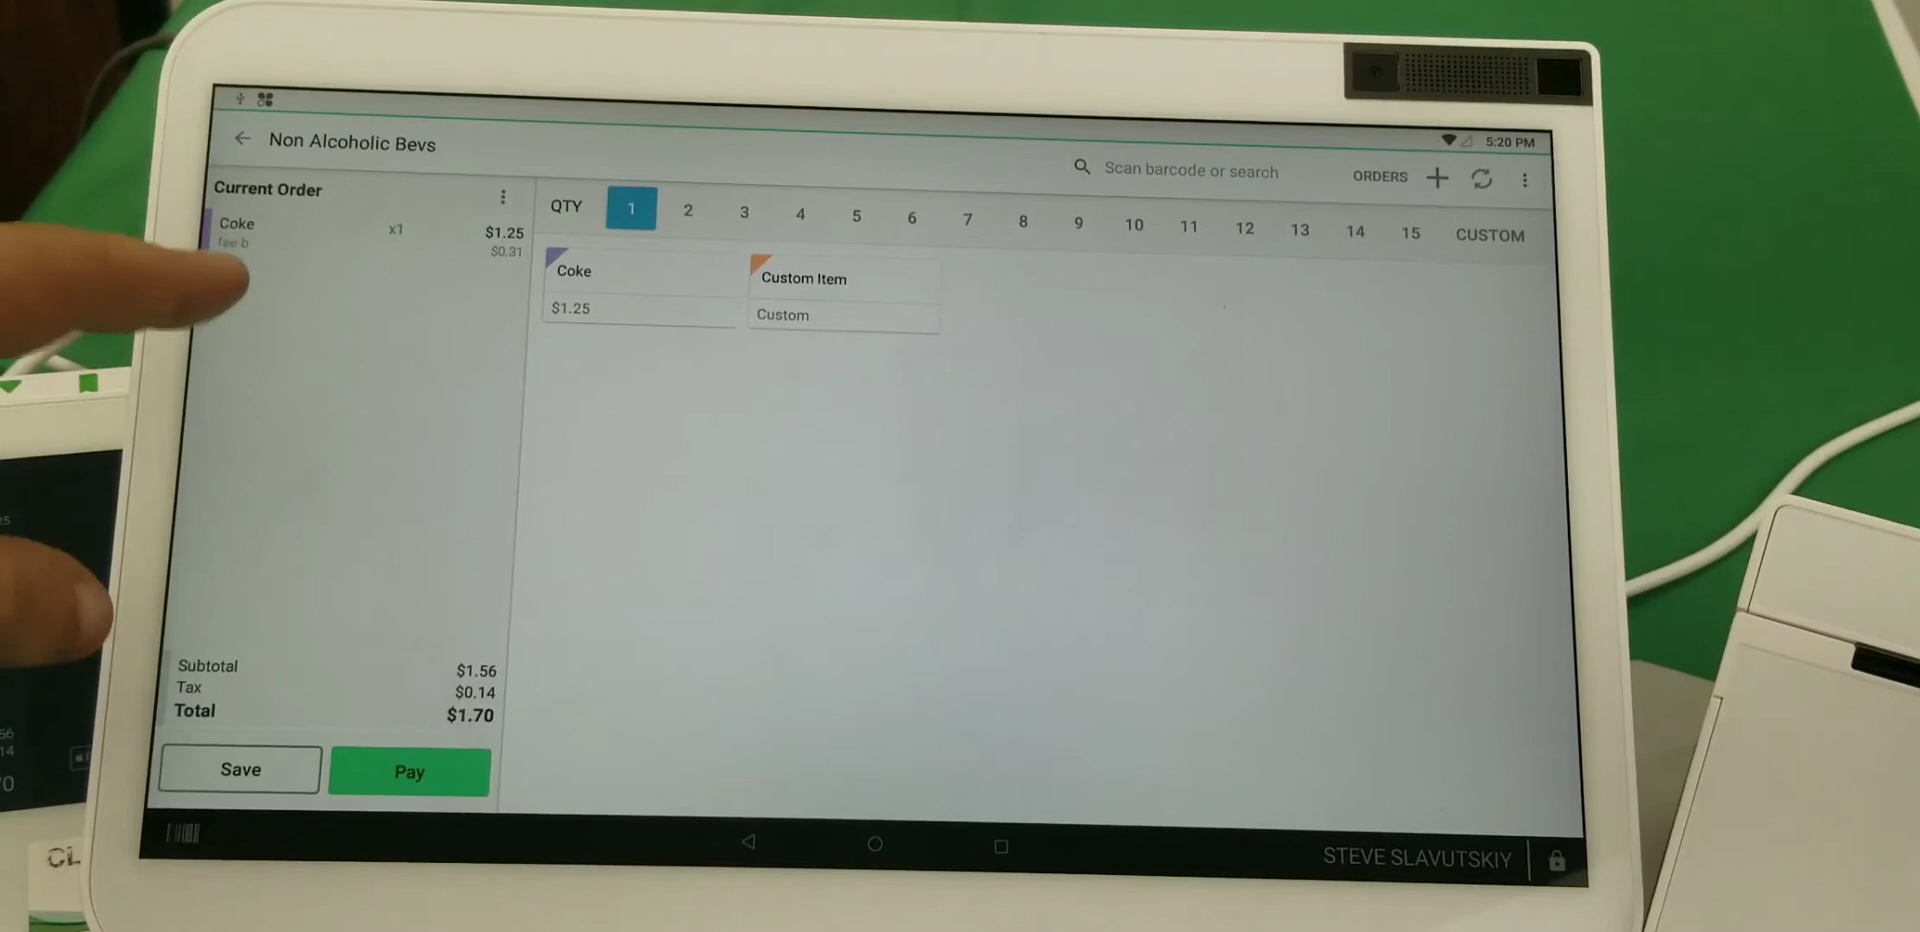 5:20 PM
Non Alcoholic Bevs
Scan barcode or search
ORDERS
Current Order
Coke x1 $1.25
fee b $0.31
QTY 1 2 3 4 5 6 7 8 9 10 11 12 13 14 15 CUSTOM
Coke
$1.25
Custom Item
Custom
Subtotal $1.56
Tax $0.14
Total $1.70
Save
Pay
STEVE SLAVUTSKIY
CL